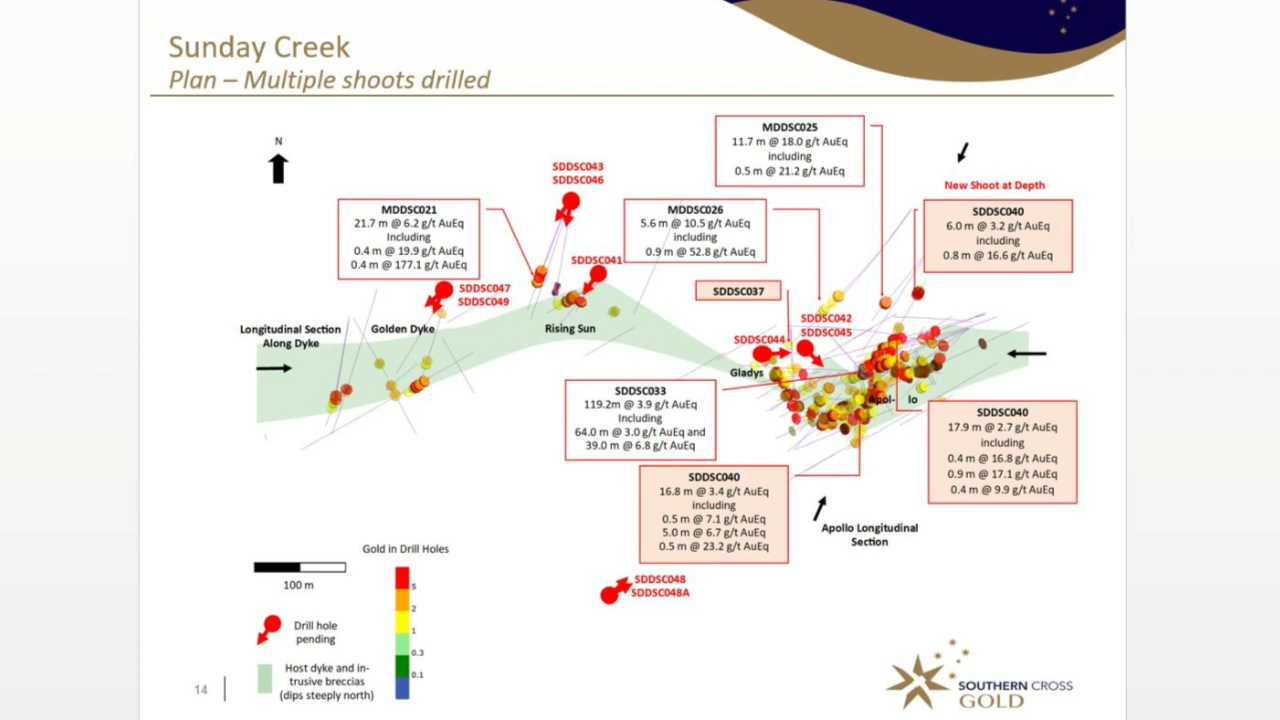 Sunday Creek
Plan – Multiple shoots drilled
N
MDDSC025
11.7 m @ 18.0 g/t AuEq
including
0.5 m @ 21.2 g/t AuEq
New Shoot at Depth
SDDSC043
SDDSC046
MDDSC021
21.7 m @ 6.2 g/t AuEq
Including
0.4 m @ 19.9 g/t AuEq
0.4 m @ 177.1 g/t AuEq
MDDSC026
5.6 m @ 10.5 g/t AuEq
including
0.9 m @ 52.8 g/t AuEq
SDDSC040
6.0 m @ 3.2 g/t AuEq
including
0.8 m @ 16.6 g/t AuEq
SDDSC041
SDDSC047
SDDSC049
SDDSC037
SDDSC042
SDDSC045
SDDSC044
Longitudinal Section
Along Dyke
Golden Dyke
Rising Sun
Gladys
Apol- lo
SDDSC033
119.2m @ 3.9 g/t AuEq
Including
64.0 m @ 3.0 g/t AuEq and
39.0 m @ 6.8 g/t AuEq
SDDSC040
17.9 m @ 2.7 g/t AuEq
including
0.4 m @ 16.8 g/t AuEq
0.9 m @ 17.1 g/t AuEq
0.4 m @ 9.9 g/t AuEq
SDDSC040
16.8 m @ 3.4 g/t AuEq
including
0.5 m @ 7.1 g/t AuEq
5.0 m @ 6.7 g/t AuEq
0.5 m @ 23.2 g/t AuEq
Apollo Longitudinal
Section
SDDSC048
SDDSC048A
Gold in Drill Holes
5
2
1
0.3
0.1
100 m
Drill hole
pending
Host dyke and in-
trusive breccias
(dips steeply north)
14
SOUTHERN CROSS
GOLD